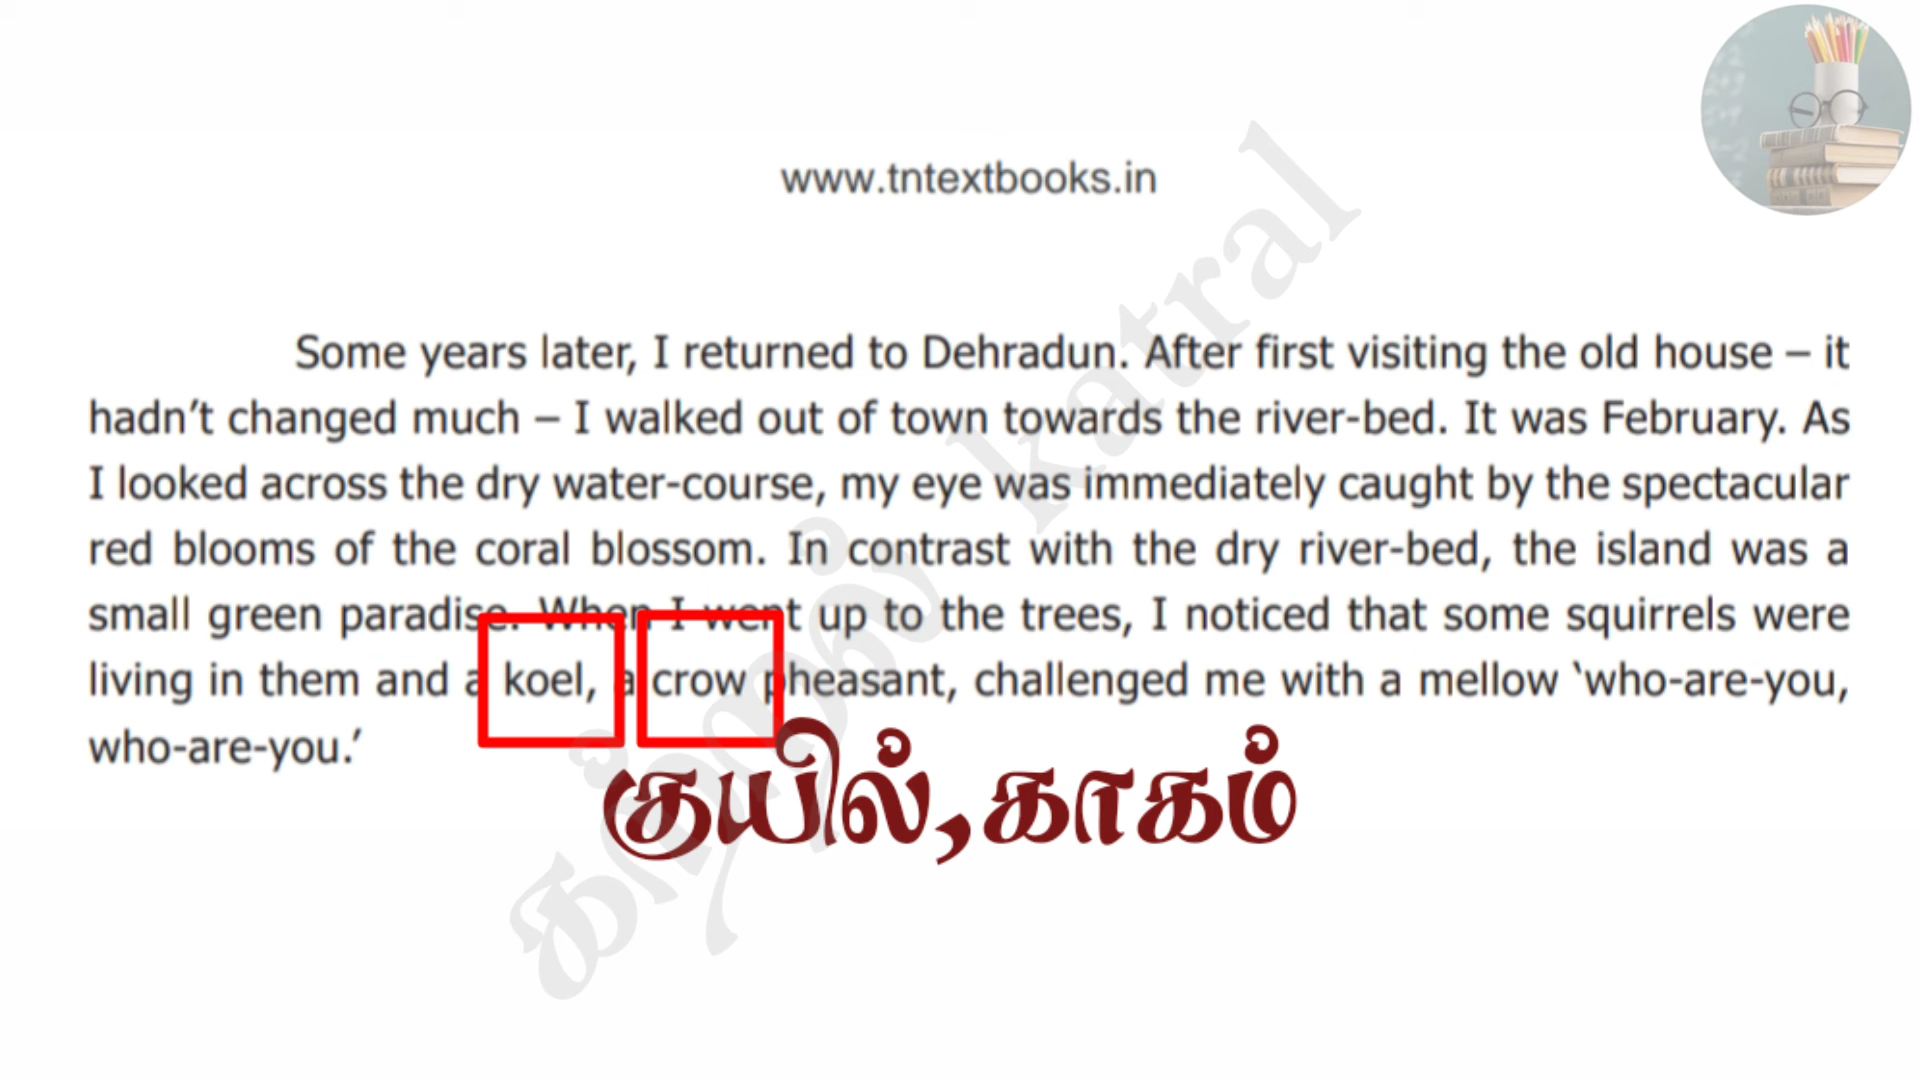 www.tntextbooks.in
Some years later, I returned to Dehradun. After first visiting the old house – it
hadn’t changed much – I walked out of town towards the river-bed. It was February. As
I looked across the dry water-course, my eye was immediately caught by the spectacular
red blooms of the coral blossom. In contrast with the dry river-bed, the island was a
small green paradise. When I went up to the trees, I noticed that some squirrels were
living in them and a koel, a crow pheasant, challenged me with a mellow ‘who-are-you,
who-are-you.’
குயில்,காகம்
கற்றல் katral